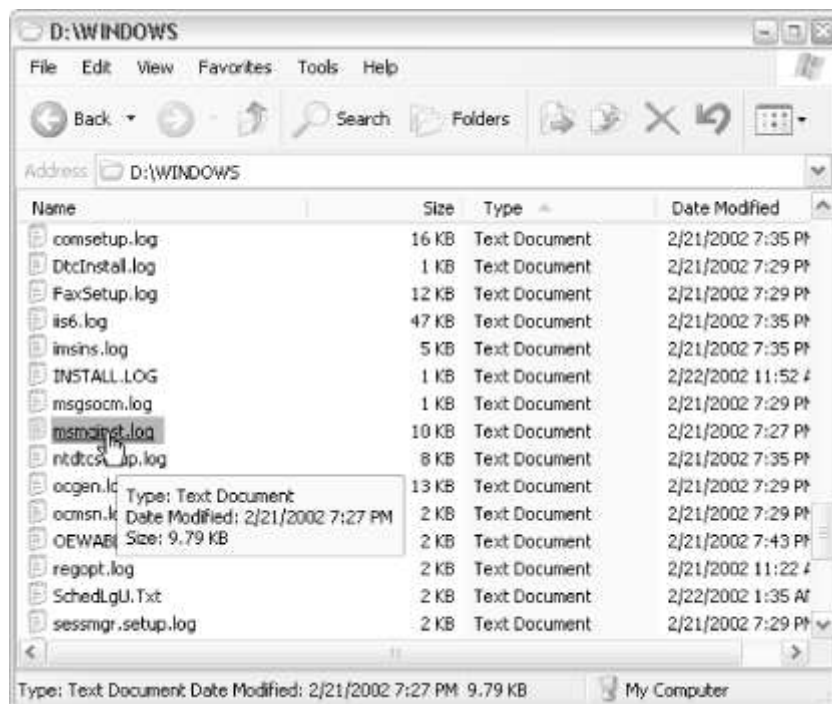 D:\WINDOWS
File Edit View Favorites Tools Help
Back Search Folders
Address D:\WINDOWS
Name Size Type Date Modified
comsetup.log 16 KB Text Document 2/21/2002 7:35 PM
DtcInstall.log 1 KB Text Document 2/21/2002 7:29 PM
FaxSetup.log 12 KB Text Document 2/21/2002 7:29 PM
iis6.log 47 KB Text Document 2/21/2002 7:35 PM
imsins.log 5 KB Text Document 2/21/2002 7:35 PM
INSTALL.LOG 1 KB Text Document 2/22/2002 11:52
msgsocm.log 1 KB Text Document 2/21/2002 7:29 PM
msmqinst.log 10 KB Text Document 2/21/2002 7:27 PM
8 KB Text Document 2/21/2002 7:35 PM
13 KB Text Document 2/21/2002 7:29 PM
2 KB Text Document 2/21/2002 7:29 PM
2 KB Text Document 2/21/2002 7:43 PM
regopt.log 2 KB Text Document 2/21/2002 11:22
SchedLgU.Txt 2 KB Text Document 2/22/2002 1:35 AM
sessmgr.setup.log 2 KB Text Document 2/21/2002 7:29 PM
Type: Text Document
Date Modified: 2/21/2002 7:27 PM
Size: 9.79 KB
Type: Text Document Date Modified: 2/21/2002 7:27 PM 9.79 KB My Computer